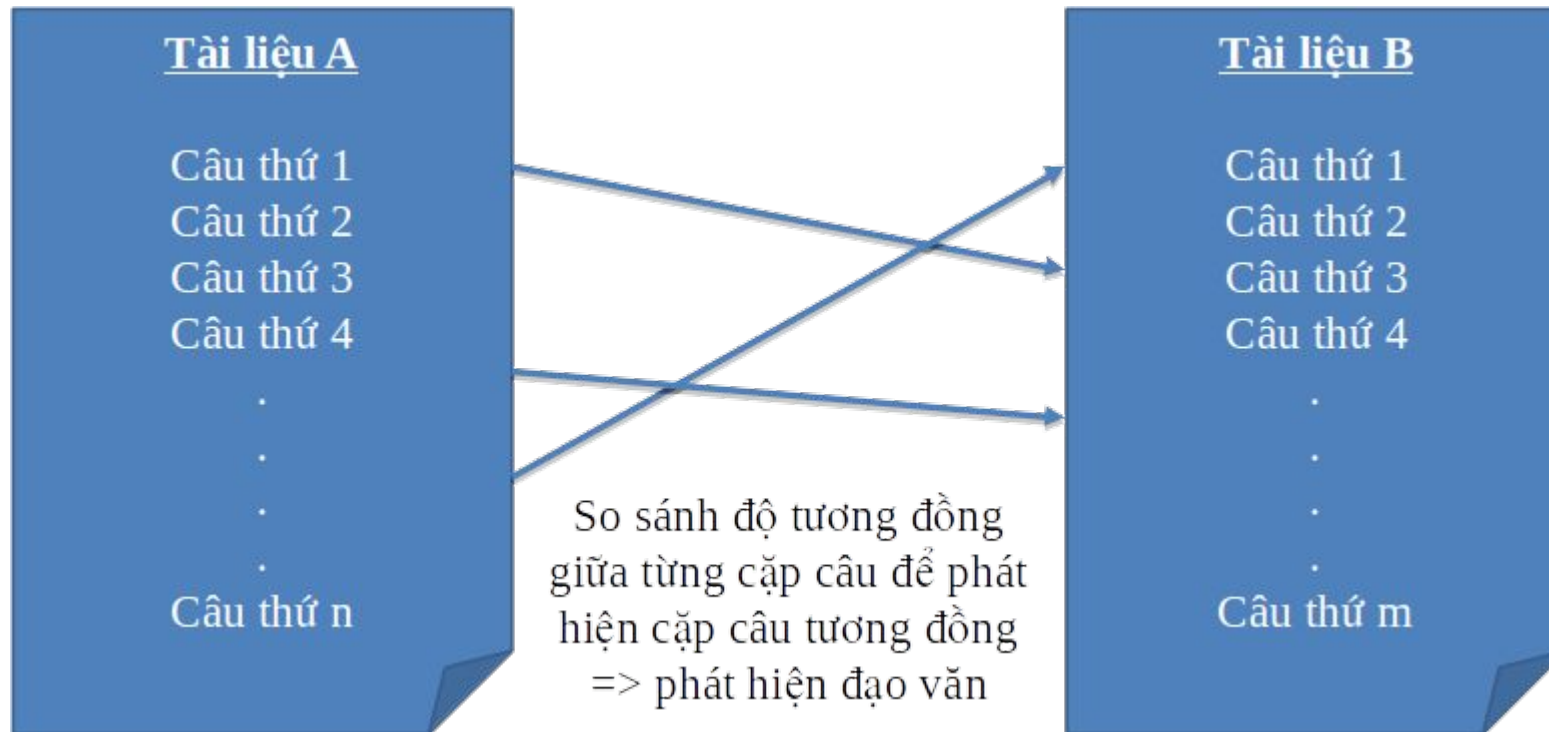 Tài liệu A
Câu thứ 1
Câu thứ 2
Câu thứ 3
Câu thứ 4
.
.
.
.
Câu thứ n
So sánh độ tương đồng
giữa từng cặp câu để phát
hiện cặp câu tương đồng
=> phát hiện đạo văn
Tài liệu B
Câu thứ 1
Câu thứ 2
Câu thứ 3
Câu thứ 4
.
.
.
.
Câu thứ m